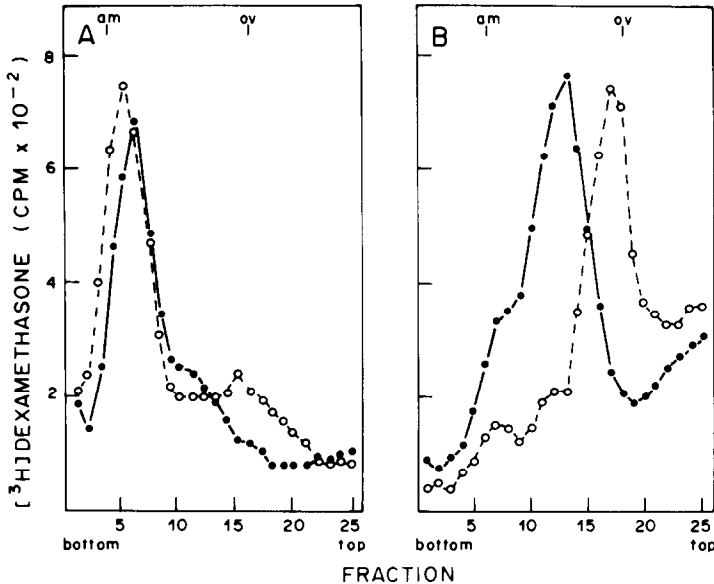 am
ov
am
ov
A
B
[³H]DEXAMETHASONE (CPM x 10⁻²)
8
6
4
2
5
10
15
20
25
5
10
15
20
25
bottom
top
bottom
top
FRACTION